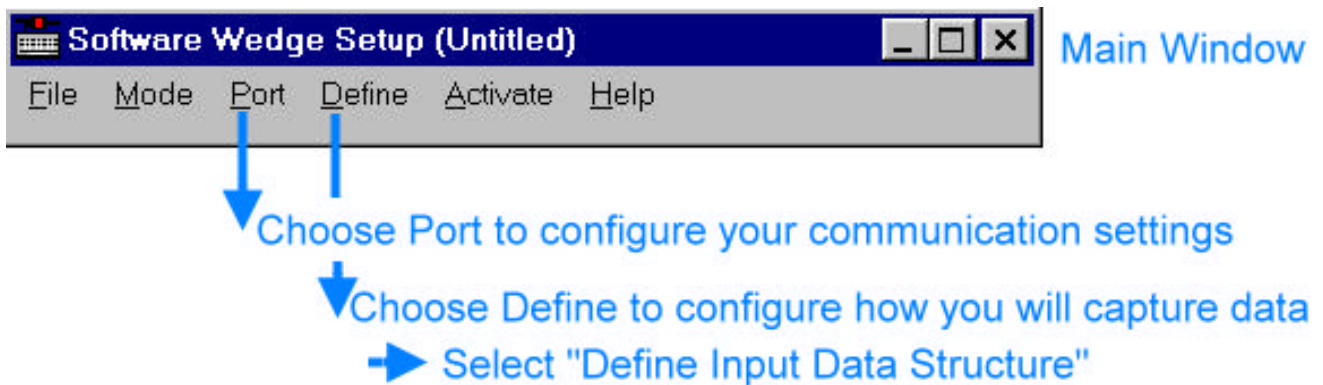 Software Wedge Setup (Untitled)
Main Window
File Mode Port Define Activate Help
Choose Port to configure your communication settings
Choose Define to configure how you will capture data
Select "Define Input Data Structure"